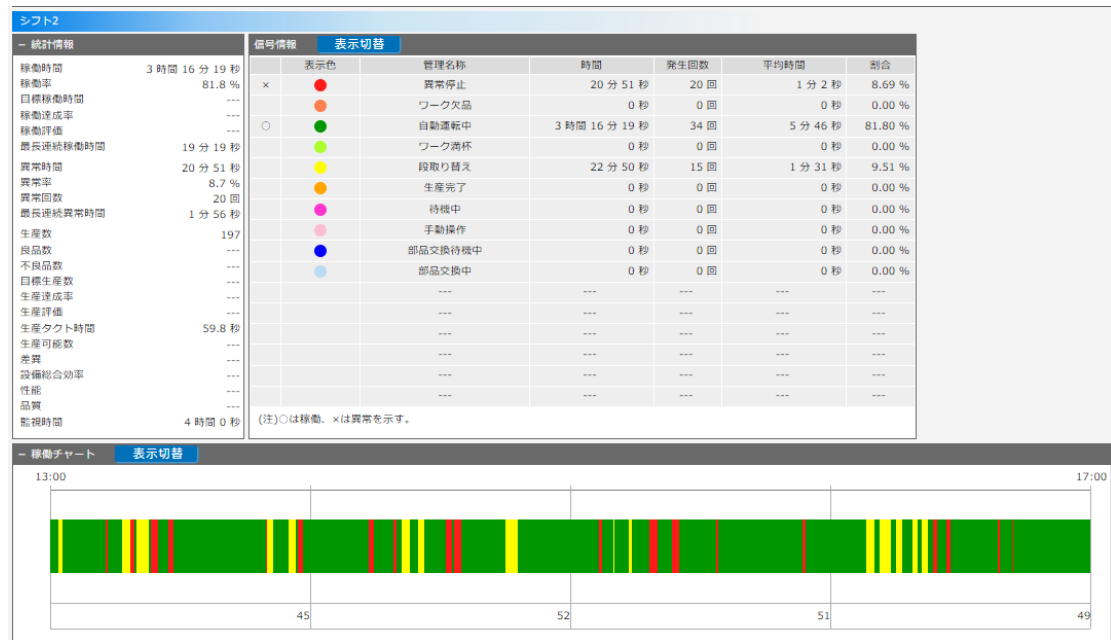 シフト2
− 統計情報
稼働時間 3 時間 16 分 19 秒
稼働率 81.8 %
目標稼働時間 ---
稼働達成率 ---
稼働評価 ---
最長連続稼働時間 19 分 19 秒
異常時間 20 分 51 秒
異常率 8.7 %
異常回数 20 回
最長連続異常時間 1 分 56 秒
生産数 197
良品数 ---
不良品数 ---
目標生産数 ---
生産達成率 ---
生産評価 ---
生産タクト時間 59.8 秒
生産可能数 ---
差異 ---
設備総合効率 ---
性能 ---
品質 ---
監視時間 4 時間 0 秒
信号情報 表示切替
表示色 管理名称 時間 発生回数 平均時間 割合
× 異常停止 20 分 51 秒 20 回 1 分 2 秒 8.69 %
ワーク欠品 0 秒 0 回 0 秒 0.00 %
○ 自動運転中 3 時間 16 分 19 秒 34 回 5 分 46 秒 81.80 %
ワーク満杯 0 秒 0 回 0 秒 0.00 %
段取り替え 22 分 50 秒 15 回 1 分 31 秒 9.51 %
生産完了 0 秒 0 回 0 秒 0.00 %
待機中 0 秒 0 回 0 秒 0.00 %
手動操作 0 秒 0 回 0 秒 0.00 %
部品交換待機中 0 秒 0 回 0 秒 0.00 %
部品交換中 0 秒 0 回 0 秒 0.00 %
--- --- --- --- ---
--- --- --- --- ---
--- --- --- --- ---
--- --- --- --- ---
--- --- --- --- ---
--- --- --- --- ---
(注)○は稼働、×は異常を示す。
− 稼働チャート 表示切替
13:00 17:00
45 52 51 49